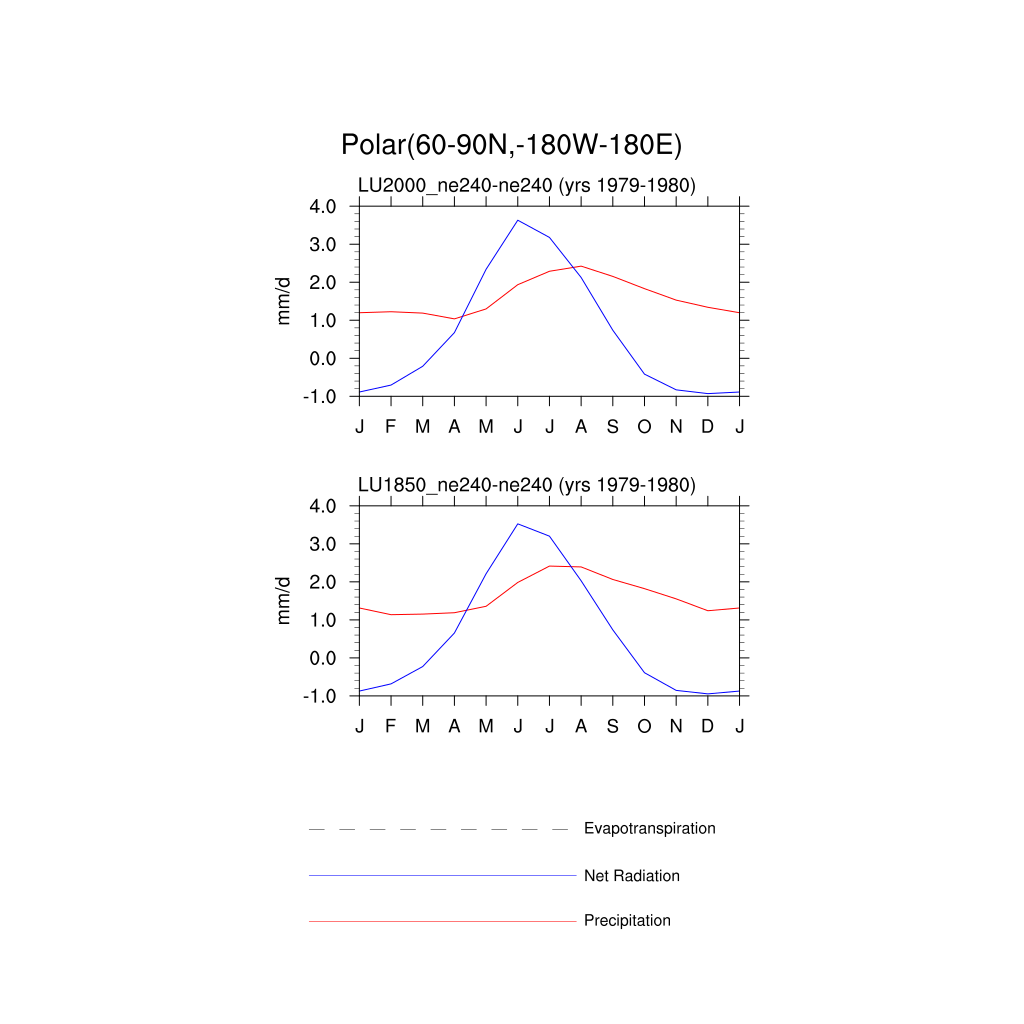 Polar(60-90N,-180W-180E)
LU2000_ne240-ne240 (yrs 1979-1980)
4.0
3.0
2.0
1.0
0.0
-1.0
mm/d
J F M A M J J A S O N D J
LU1850_ne240-ne240 (yrs 1979-1980)
4.0
3.0
2.0
1.0
0.0
-1.0
mm/d
J F M A M J J A S O N D J
Evapotranspiration
Net Radiation
Precipitation